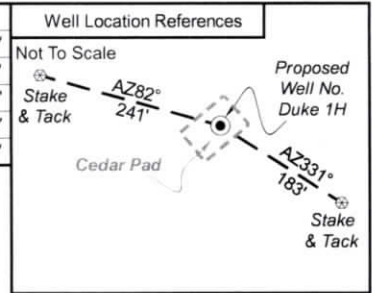 Well Location References
Not To Scale
Stake
& Tack
AZ82°
241'
Proposed
Well No.
Duke 1H
Cedar Pad
AZ331°
183'
Stake
& Tack